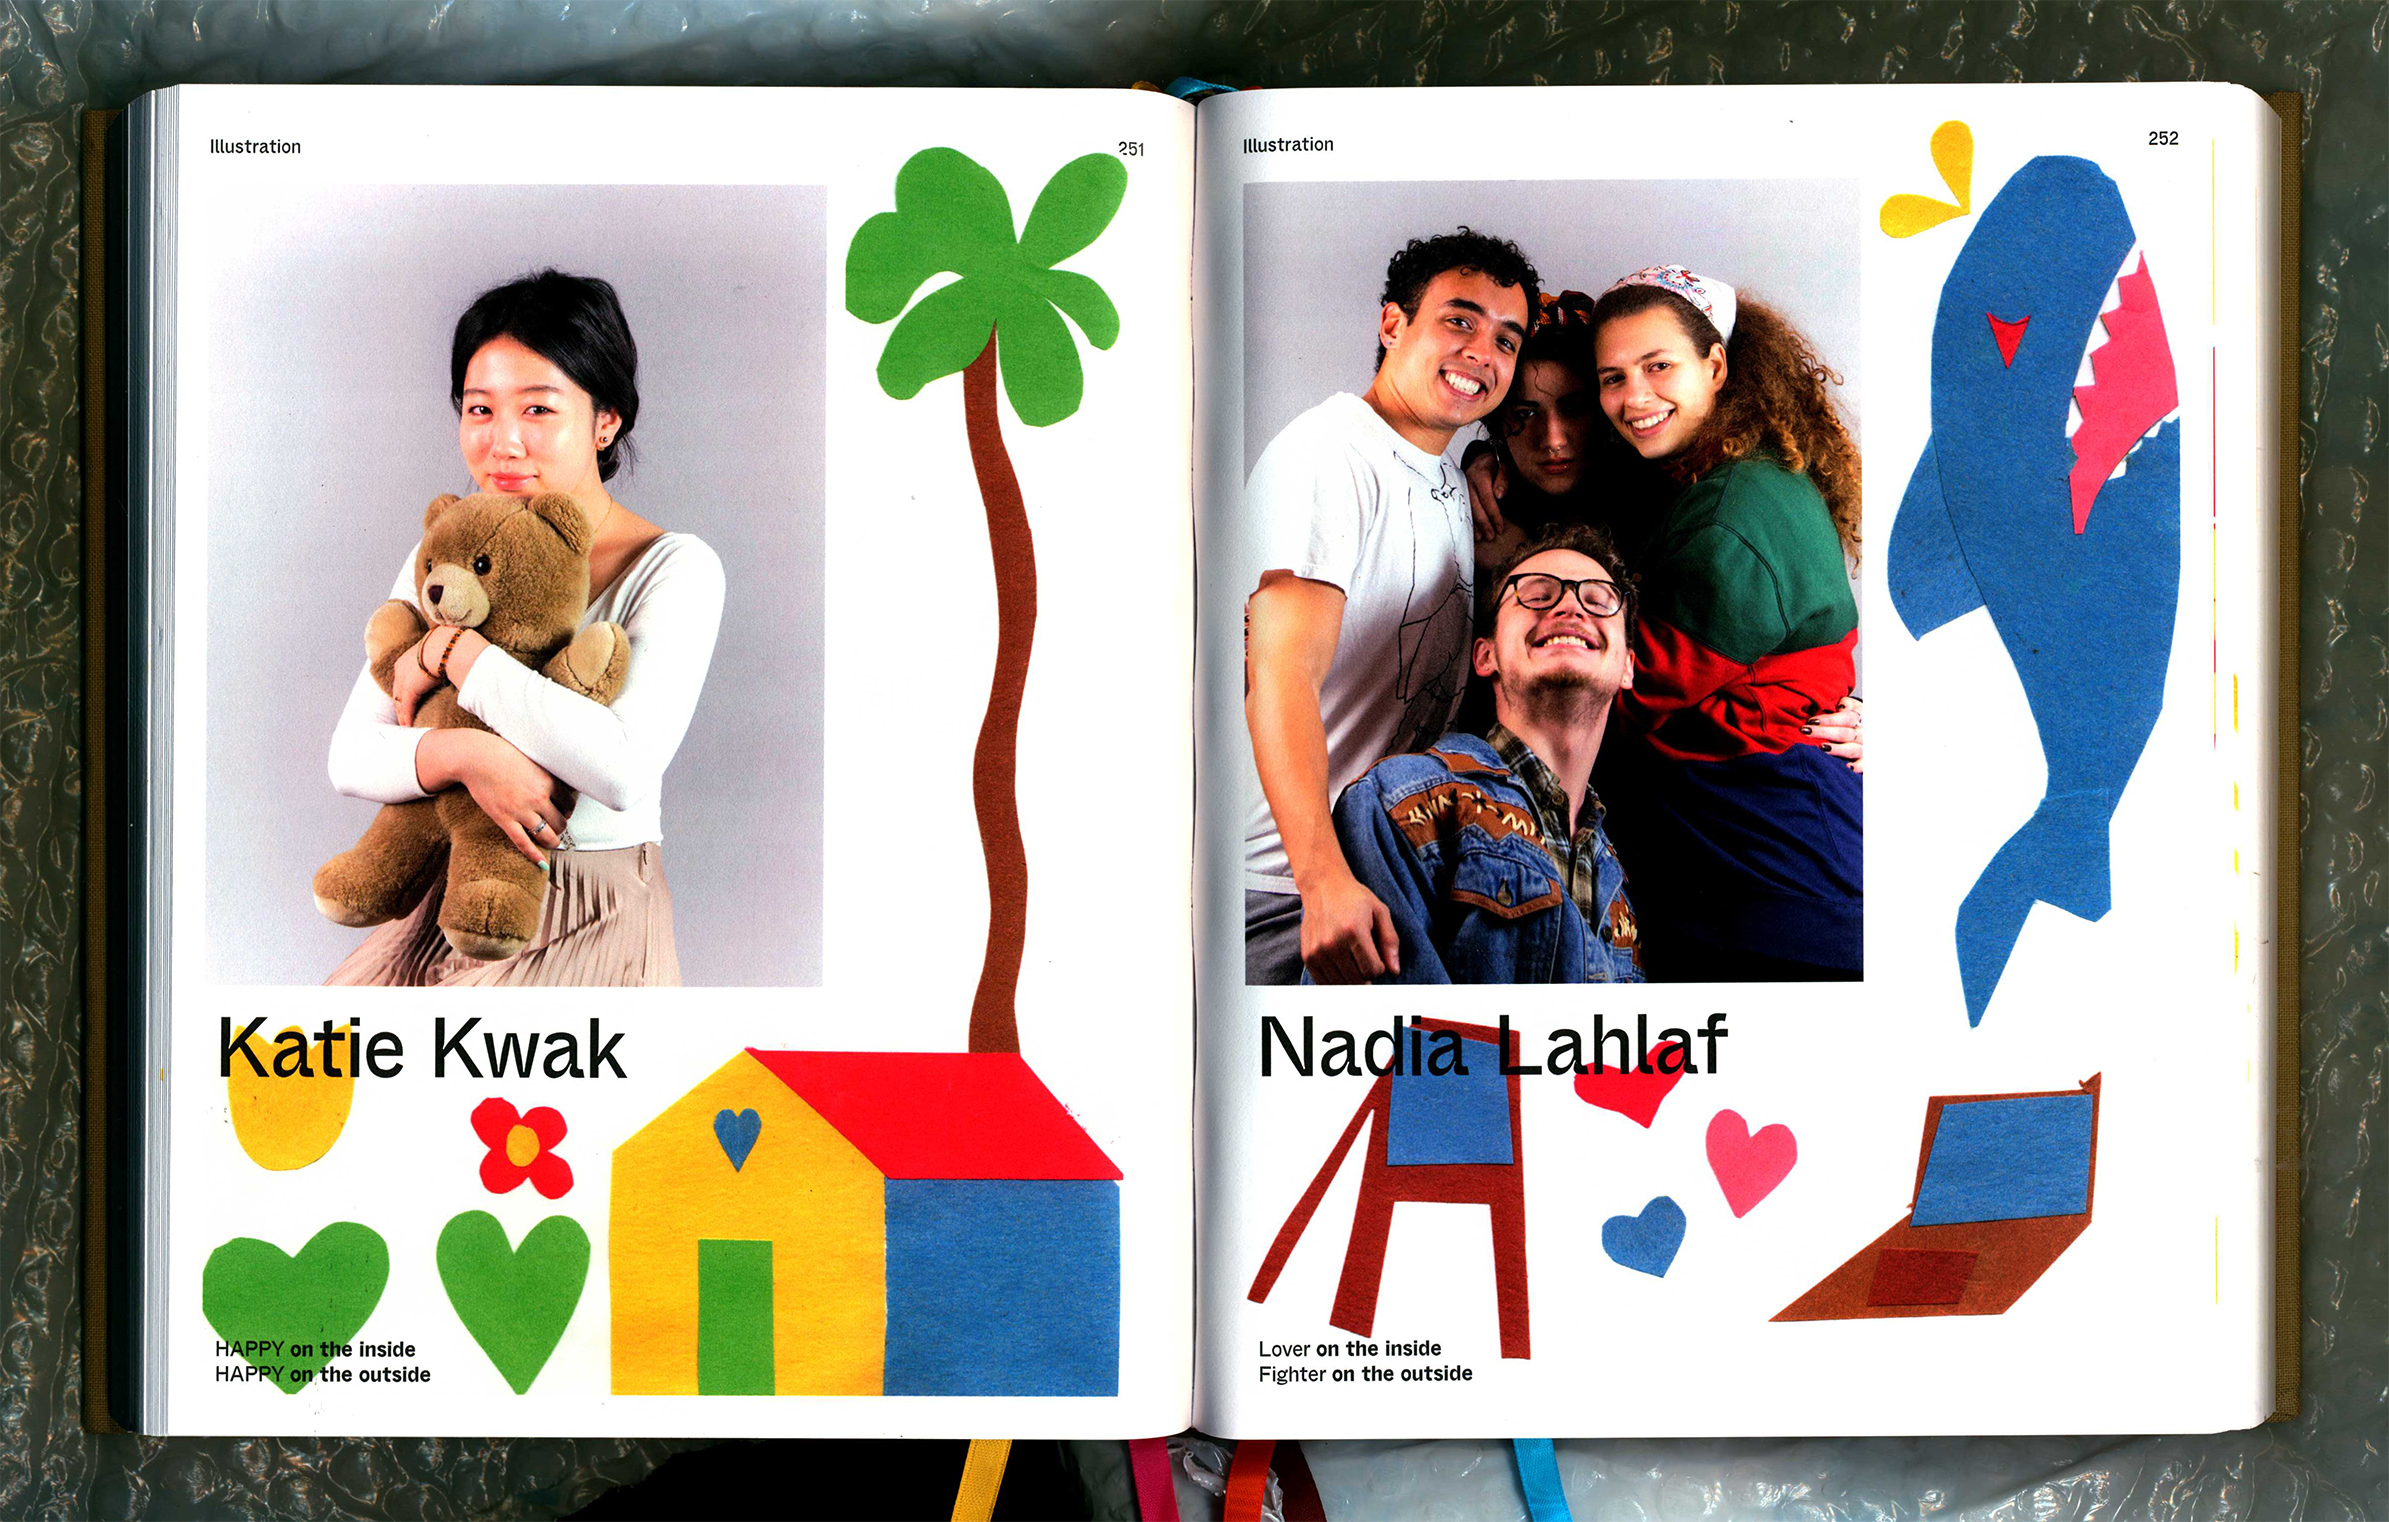 Illustration
251
Katie Kwak
HAPPY on the inside
HAPPY on the outside
Illustration
252
Nadia Lahlaf
Lover on the inside
Fighter on the outside